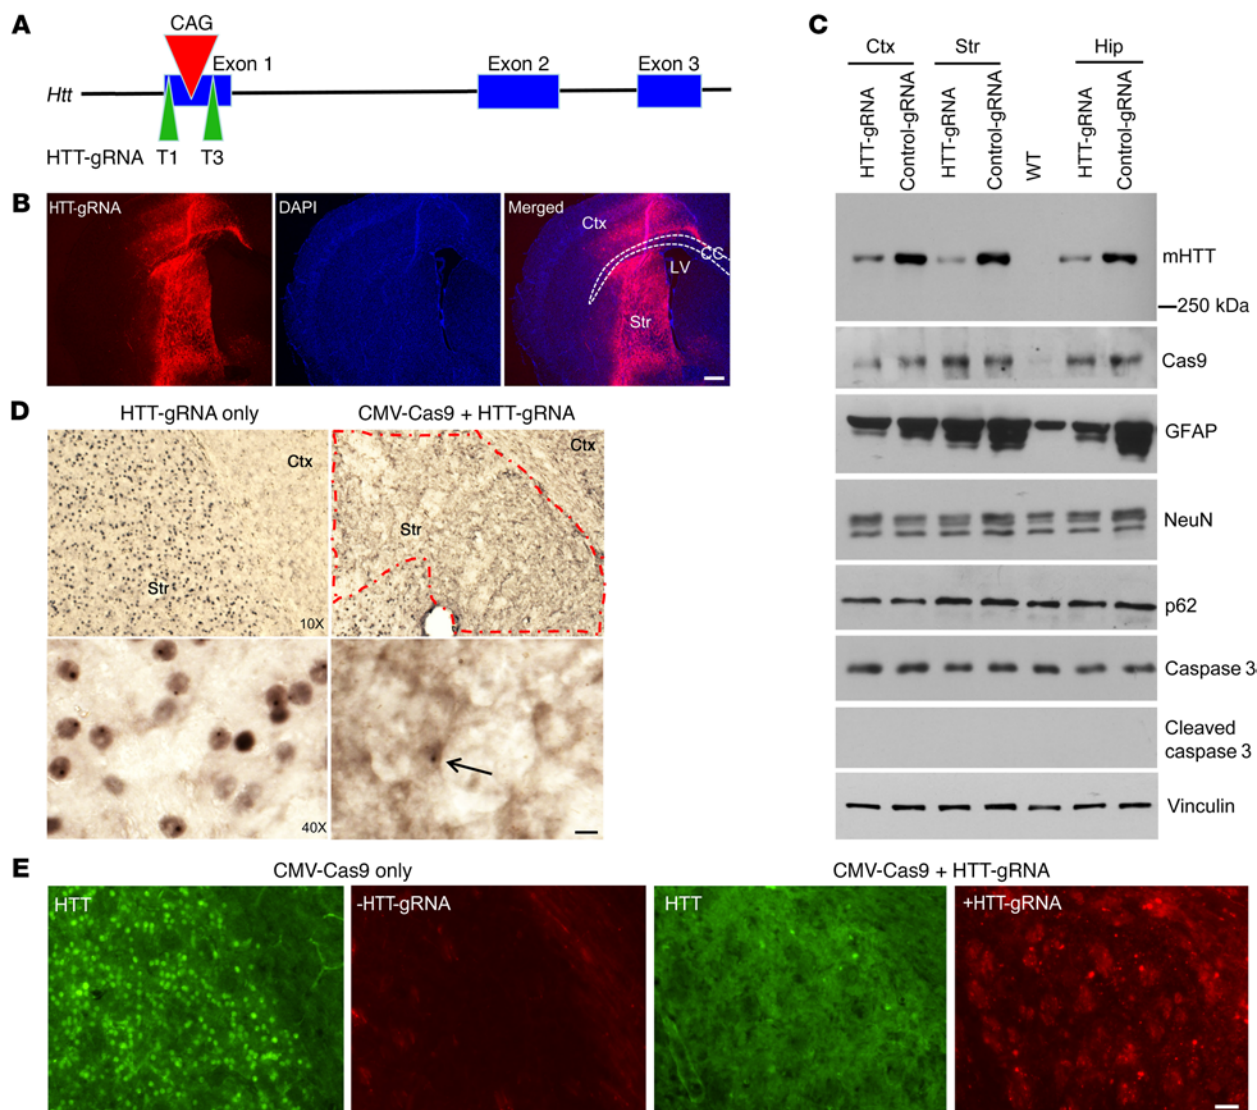 A
CAG
Exon 1
Exon 2
Exon 3
Htt
HTT-gRNA
T1
T3
B
HTT-gRNA
DAPI
Merged
Ctx
CC
LV
Str
C
Ctx
Str
Hip
HTT-gRNA
Control-gRNA
HTT-gRNA
Control-gRNA
WT
HTT-gRNA
Control-gRNA
mHTT
250 kDa
Cas9
GFAP
NeuN
p62
Caspase 3
Cleaved
caspase 3
Vinculin
D
HTT-gRNA only
CMV-Cas9 + HTT-gRNA
Ctx
Str
10X
Ctx
Str
40X
E
CMV-Cas9 only
CMV-Cas9 + HTT-gRNA
HTT
-HTT-gRNA
HTT
+HTT-gRNA